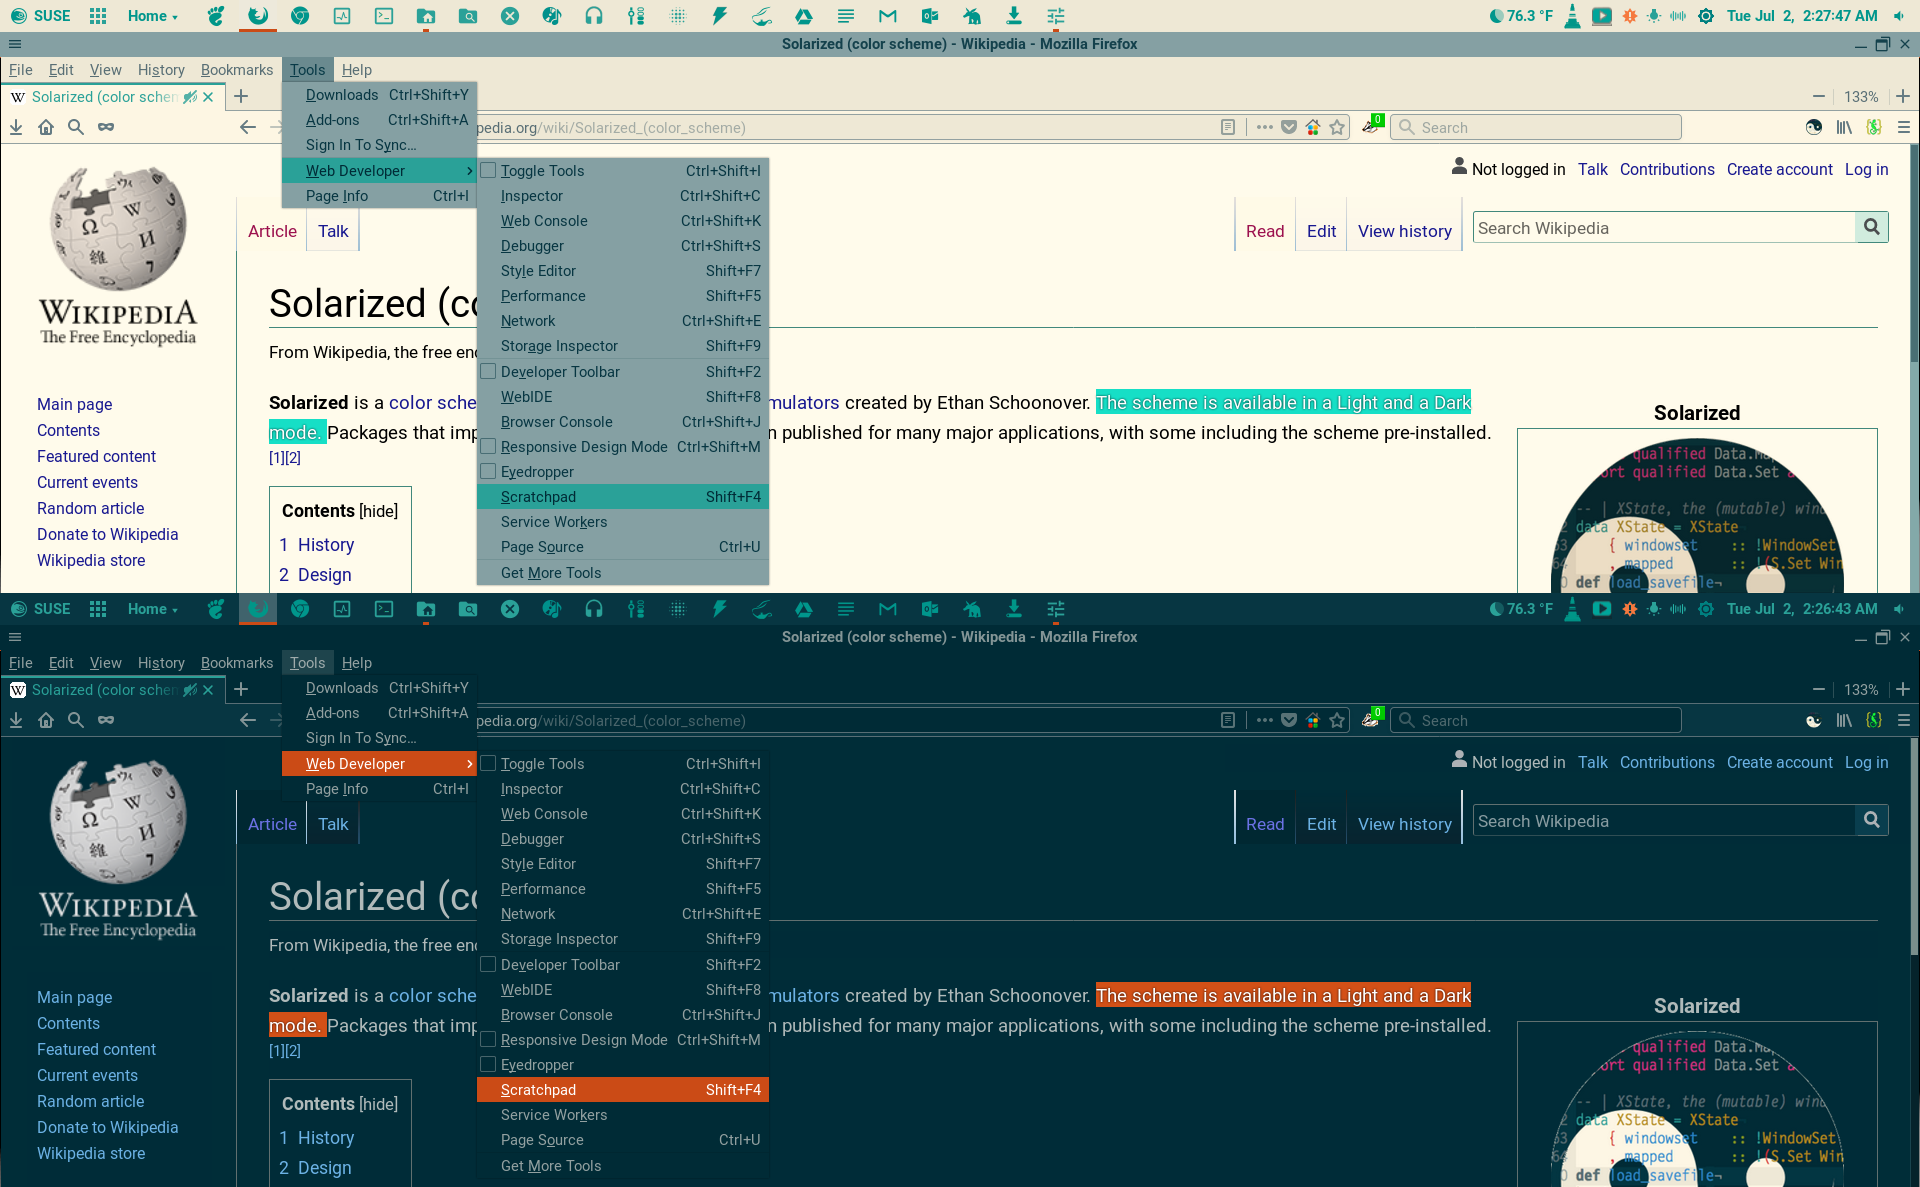 SUSE Home 76.3 °F Tue Jul 2, 2:27:47 AM
Solarized (color scheme) - Wikipedia - Mozilla Firefox
File Edit View History Bookmarks Tools Help
W Solarized (color schem 133%
Downloads Ctrl+Shift+Y
Add-ons Ctrl+Shift+A
pedia.org/wiki/Solarized_(color_scheme) 0 Search
Sign In To Sync...
Web Developer
Page Info Ctrl+I
Toggle Tools Ctrl+Shift+I
Inspector Ctrl+Shift+C
Web Console Ctrl+Shift+K
Debugger Ctrl+Shift+S
Style Editor Shift+F7
Performance Shift+F5
Network Ctrl+Shift+E
Storage Inspector Shift+F9
Developer Toolbar Shift+F2
WebIDE Shift+F8
Browser Console Ctrl+Shift+J
Responsive Design Mode Ctrl+Shift+M
Eyedropper
Scratchpad Shift+F4
Service Workers
Page Source Ctrl+U
Get More Tools
Not logged in Talk Contributions Create account Log in
Article Talk Read Edit View history Search Wikipedia
Ω W И
維 7
WIKIPEDIA
The Free Encyclopedia
Main page
Contents
Featured content
Current events
Random article
Donate to Wikipedia
Wikipedia store
Solarized (co
From Wikipedia, the free en
Solarized is a color sche mulators created by Ethan Schoonover. The scheme is available in a Light and a Dark
mode. Packages that imp n published for many major applications, with some including the scheme pre-installed.
[1][2]
Contents [hide]
1 History
2 Design
Solarized
qualified Data.Map
ort qualified Data.Set a
-- | XState, the (mutable) wind
data XState = XState
{ windowset :: !WindowSet
, mapped :: !(S.Set Win
def load_savefile¬
SUSE Home 76.3 °F Tue Jul 2, 2:26:43 AM
Solarized (color scheme) - Wikipedia - Mozilla Firefox
File Edit View History Bookmarks Tools Help
W Solarized (color schem 133%
Downloads Ctrl+Shift+Y
Add-ons Ctrl+Shift+A
pedia.org/wiki/Solarized_(color_scheme) 0 Search
Sign In To Sync...
Web Developer
Page Info Ctrl+I
Toggle Tools Ctrl+Shift+I
Inspector Ctrl+Shift+C
Web Console Ctrl+Shift+K
Debugger Ctrl+Shift+S
Style Editor Shift+F7
Performance Shift+F5
Network Ctrl+Shift+E
Storage Inspector Shift+F9
Developer Toolbar Shift+F2
WebIDE Shift+F8
Browser Console Ctrl+Shift+J
Responsive Design Mode Ctrl+Shift+M
Eyedropper
Scratchpad Shift+F4
Service Workers
Page Source Ctrl+U
Get More Tools
Not logged in Talk Contributions Create account Log in
Article Talk Read Edit View history Search Wikipedia
Ω W И
維 7
WIKIPEDIA
The Free Encyclopedia
Main page
Contents
Featured content
Current events
Random article
Donate to Wikipedia
Wikipedia store
Solarized (co
From Wikipedia, the free en
Solarized is a color sche mulators created by Ethan Schoonover. The scheme is available in a Light and a Dark
mode. Packages that imp n published for many major applications, with some including the scheme pre-installed.
[1][2]
Contents [hide]
1 History
2 Design
Solarized
qualified Data.Map
ort qualified Data.Set a
-- | XState, the (mutable) wind
data XState = XState
{ windowset :: !WindowSet
, mapped :: !(S.Set Win
def load_savefile¬